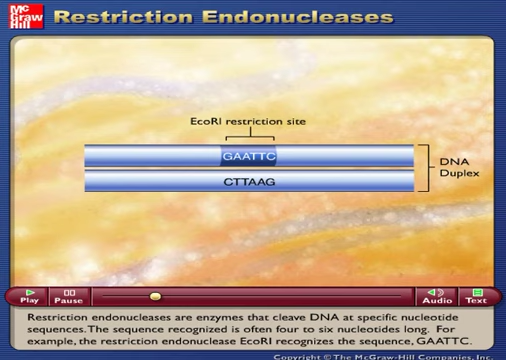 Mc
Graw
Hill
Restriction Endonucleases
EcoRI restriction site
GAATTC
CTTAAG
DNA
Duplex
Play
Pause
Audio
Text
Restriction endonucleases are enzymes that cleave DNA at specific nucleotide
sequences. The sequence recognized is often four to six nucleotides long. For
example, the restriction endonuclease EcoRI recognizes the sequence, GAATTC.
Copyright © The McGraw-Hill Companies, Inc.